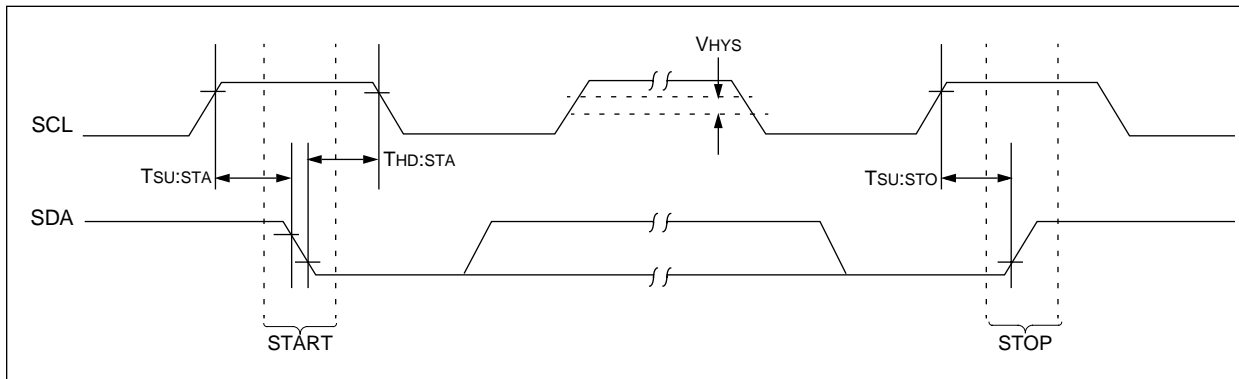 VHYS
SCL
THD:STA
TSU:STA
TSU:STO
SDA
START
STOP